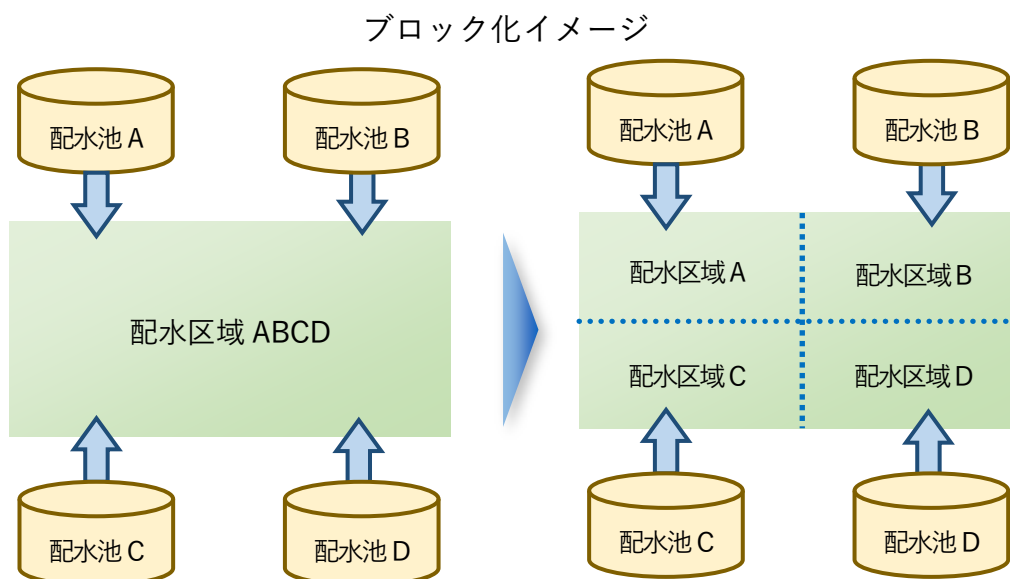 ブロック化イメージ
配水池 A
配水池 B
配水区域 ABCD
配水池 C
配水池 D
配水池 A
配水池 B
配水区域 A
配水区域 B
配水区域 C
配水区域 D
配水池 C
配水池 D